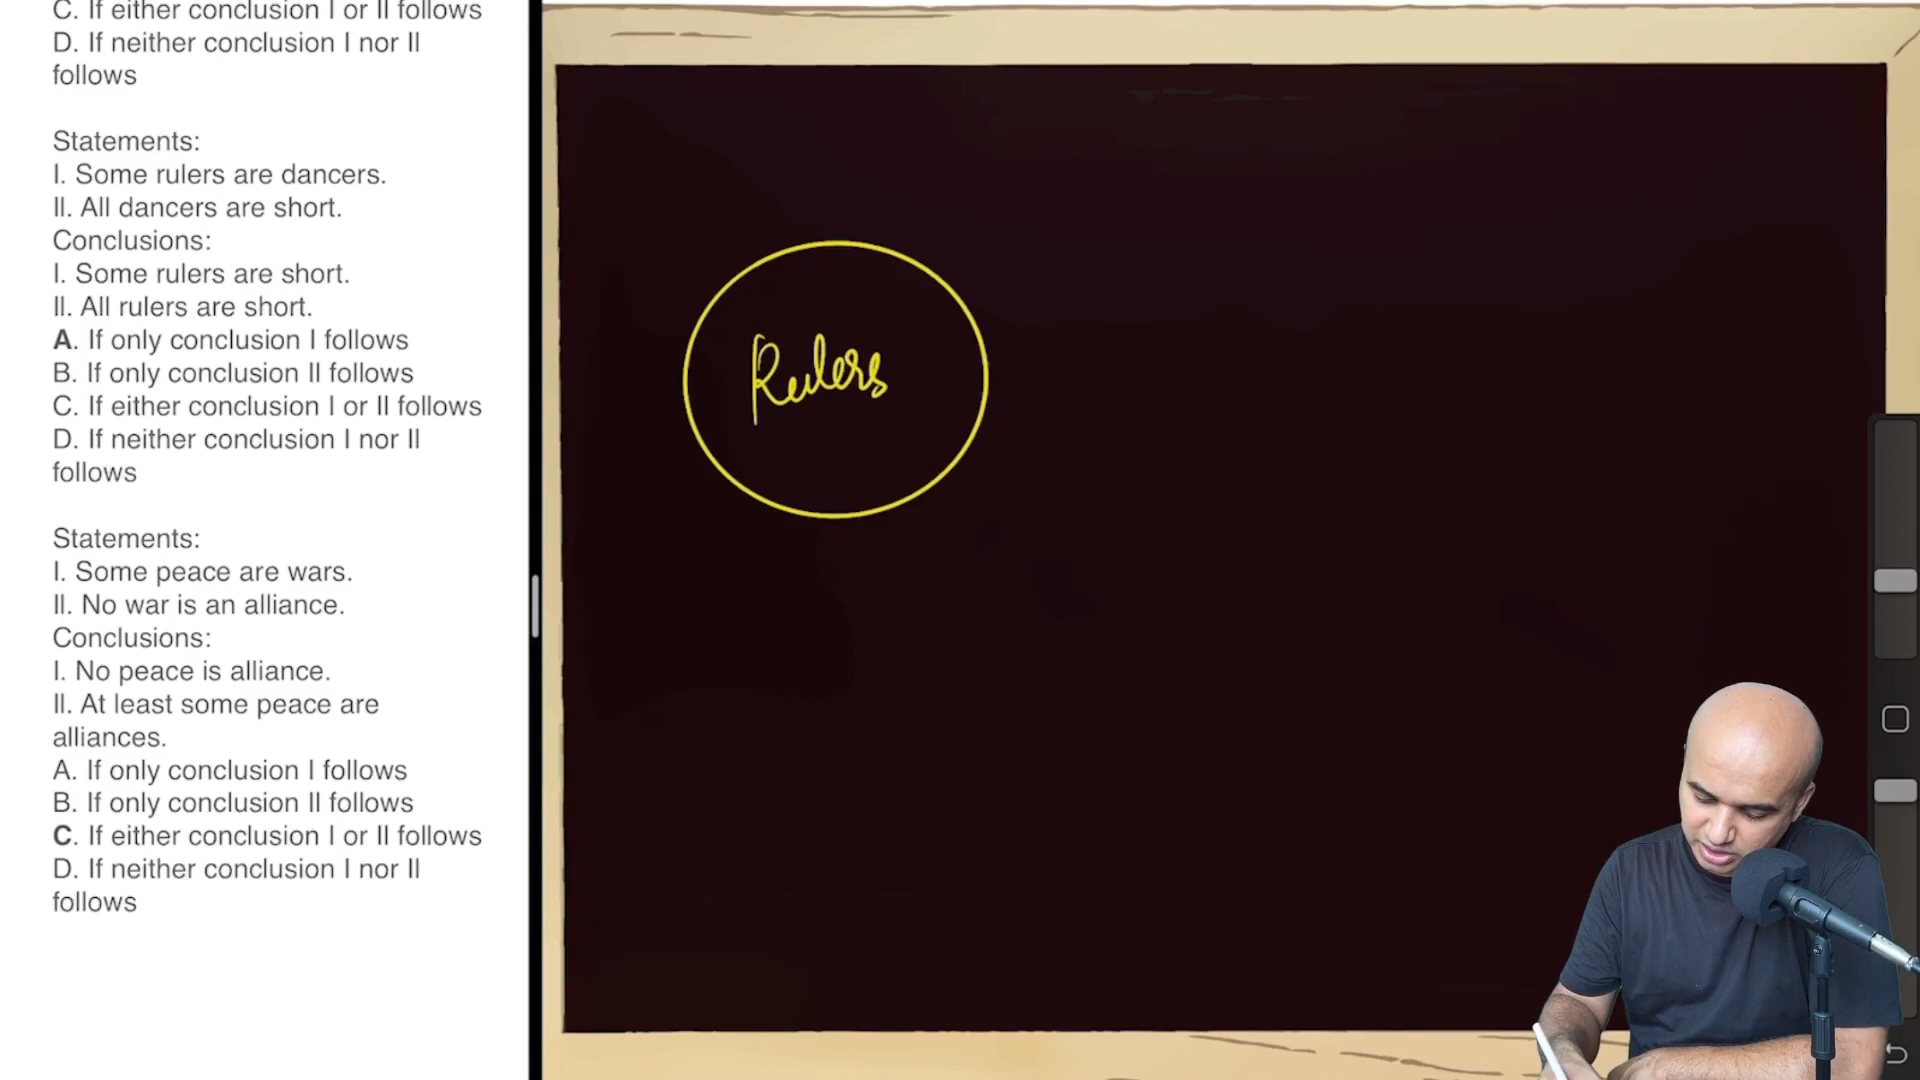 C. If either conclusion I or II follows
D. If neither conclusion I nor II
follows
Statements:
I. Some rulers are dancers.
II. All dancers are short.
Conclusions:
I. Some rulers are short.
II. All rulers are short.
A. If only conclusion I follows
B. If only conclusion II follows
C. If either conclusion I or II follows
D. If neither conclusion I nor II
follows
Statements:
I. Some peace are wars.
II. No war is an alliance.
Conclusions:
I. No peace is alliance.
II. At least some peace are
alliances.
A. If only conclusion I follows
B. If only conclusion II follows
C. If either conclusion I or II follows
D. If neither conclusion I nor II
follows
Rulers